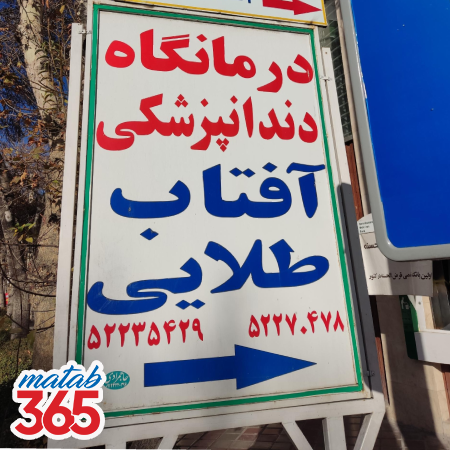 درمانگاه
دندانپزشکی
آفتاب
طلایی
۵۲۲۷۰۴۷۸ ۵۲۲۳۵۴۲۹
matab
365